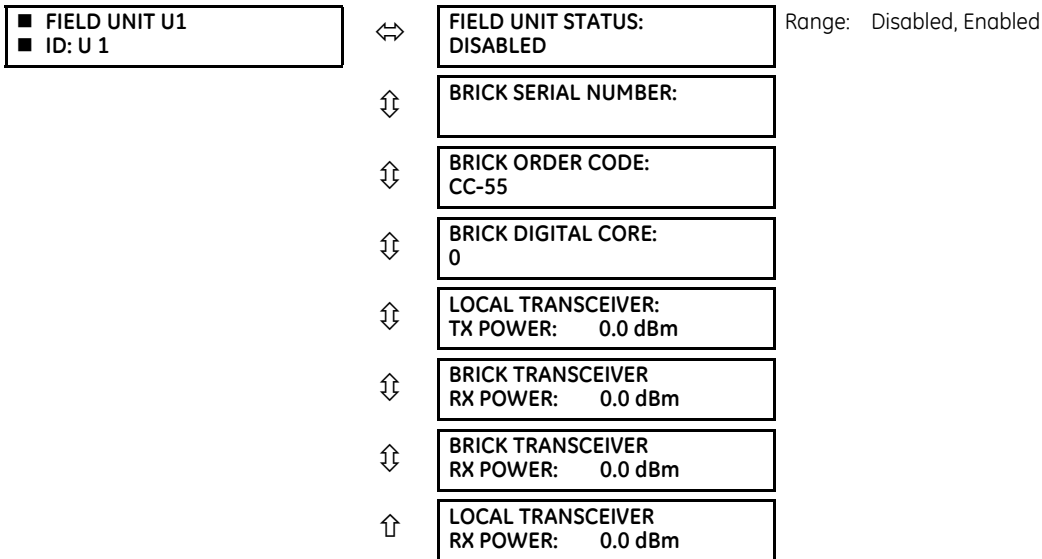 ■ FIELD UNIT U1
■ ID: U 1
FIELD UNIT STATUS:
DISABLED
Range: Disabled, Enabled
BRICK SERIAL NUMBER:
BRICK ORDER CODE:
CC-55
BRICK DIGITAL CORE:
0
LOCAL TRANSCEIVER:
TX POWER: 0.0 dBm
BRICK TRANSCEIVER
RX POWER: 0.0 dBm
BRICK TRANSCEIVER
RX POWER: 0.0 dBm
LOCAL TRANSCEIVER
RX POWER: 0.0 dBm